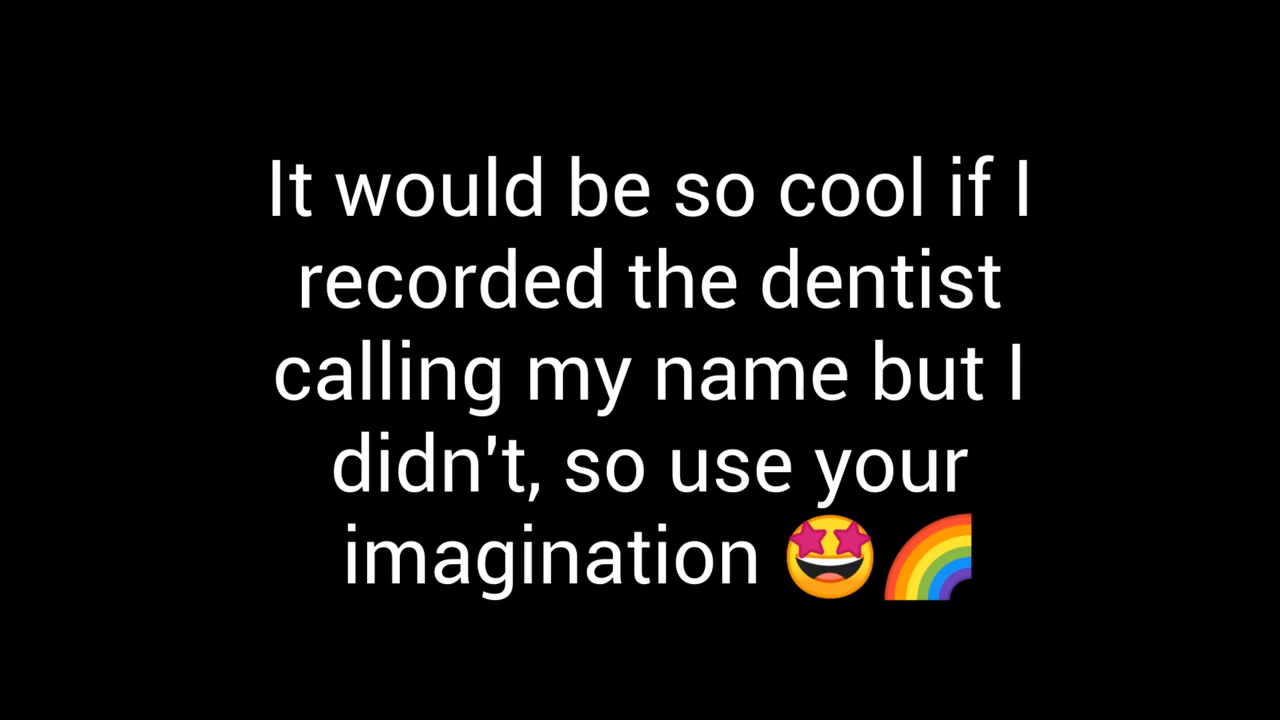 It would be so cool if I
recorded the dentist
calling my name but I
didn't, so use your
imagination 🤩🌈